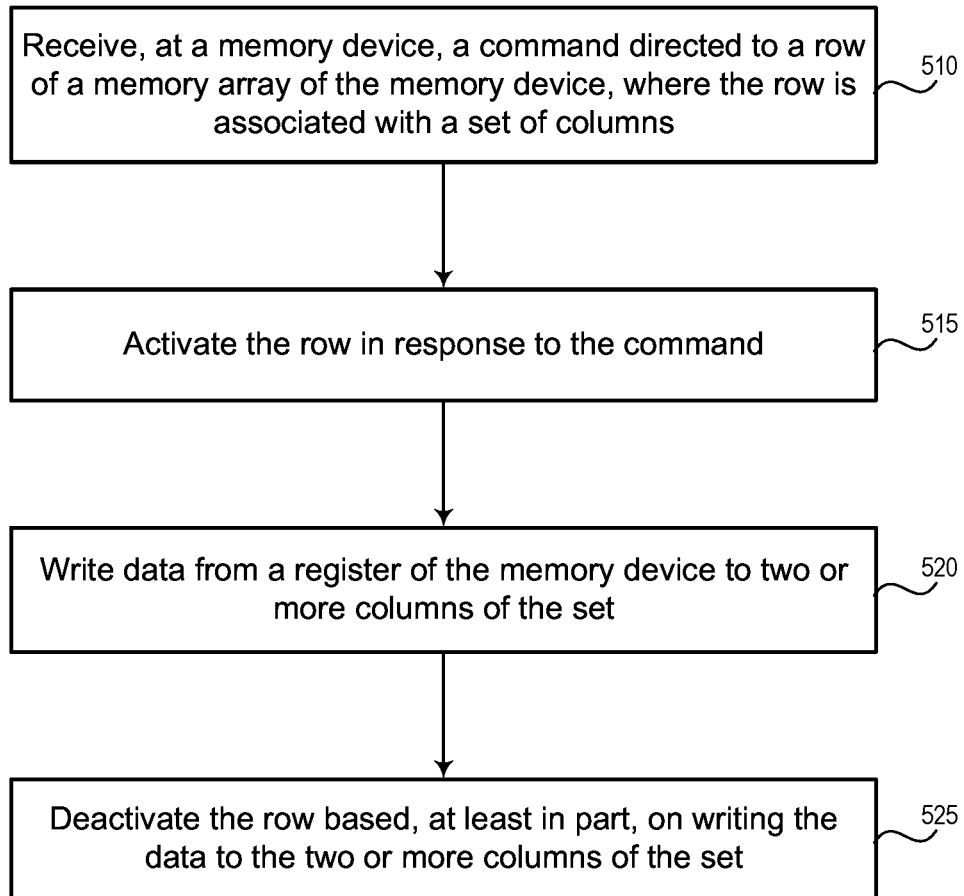 Receive, at a memory device, a command directed to a row
of a memory array of the memory device, where the row is
associated with a set of columns
510
Activate the row in response to the command
515
Write data from a register of the memory device to two or
more columns of the set
520
Deactivate the row based, at least in part, on writing the
data to the two or more columns of the set
525